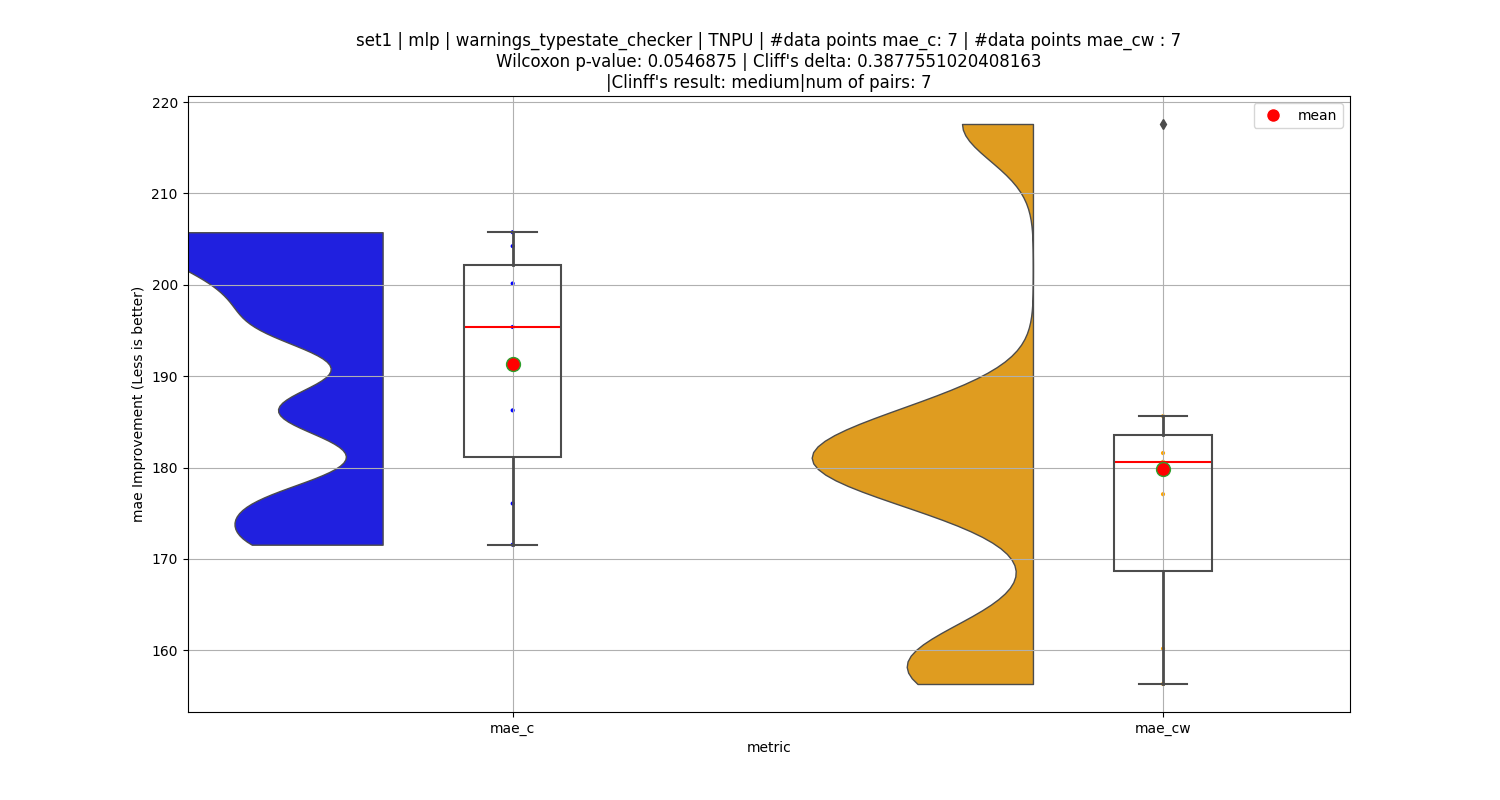 set1 | mlp | warnings_typestate_checker | TNPU | #data points mae_c: 7 | #data points mae_cw : 7
Wilcoxon p-value: 0.0546875 | Cliff's delta: 0.3877551020408163
|Clinff's result: medium|num of pairs: 7
mean
220
210
200
190
180
170
160
mae Improvement (Less is better)
mae_c
mae_cw
metric